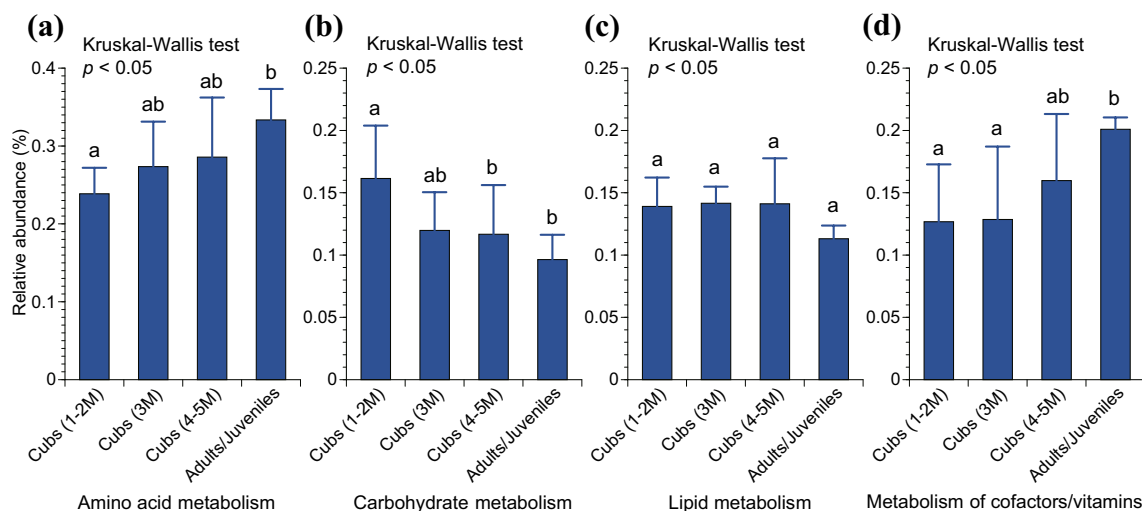 (a)
Kruskal-Wallis test
p < 0.05
0.4
0.3
0.2
0.1
0
Relative abundance (%)
a
ab
ab
b
Cubs (1-2M)
Cubs (3M)
Cubs (4-5M)
Adults/Juveniles
Amino acid metabolism
(b)
Kruskal-Wallis test
p < 0.05
0.25
0.2
0.15
0.1
0.05
0
a
ab
b
b
Cubs (1-2M)
Cubs (3M)
Cubs (4-5M)
Adults/Juveniles
Carbohydrate metabolism
(c)
Kruskal-Wallis test
p < 0.05
0.25
0.2
0.15
0.1
0.05
0
a
a
a
a
Cubs (1-2M)
Cubs (3M)
Cubs (4-5M)
Adults/Juveniles
Lipid metabolism
(d)
Kruskal-Wallis test
p < 0.05
0.25
0.2
0.15
0.1
0.05
0
a
a
ab
b
Cubs (1-2M)
Cubs (3M)
Cubs (4-5M)
Adults/Juveniles
Metabolism of cofactors/vitamins